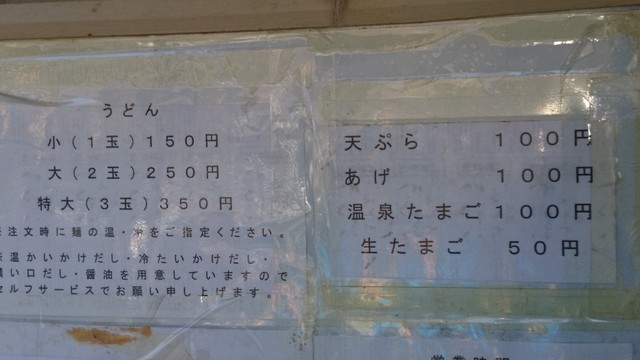 うどん
小(1玉)150円
大(2玉)250円
特大(3玉)350円
注文時に麺の温・冷をご指定ください。
温かいかけだし・冷たいかけだし・
濃い口だし・醤油を用意していますので
セルフサービスでお願い申し上げます。
天ぷら 100円
あげ 100円
温泉たまご 100円
生たまご 50円